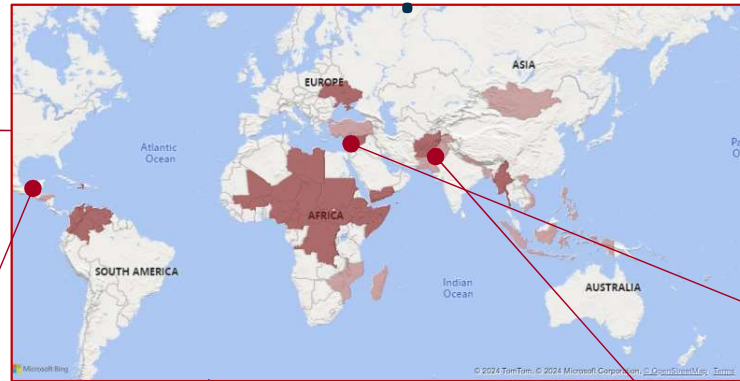 ASIA
EUROPE
Atlantic
Ocean
Pa
O
AFRICA
SOUTH AMERICA
Indian
Ocean
AUSTRALIA
Microsoft Bing
© 2024 TomTom, © 2024 Microsoft Corporation, © OpenStreetMap Terms